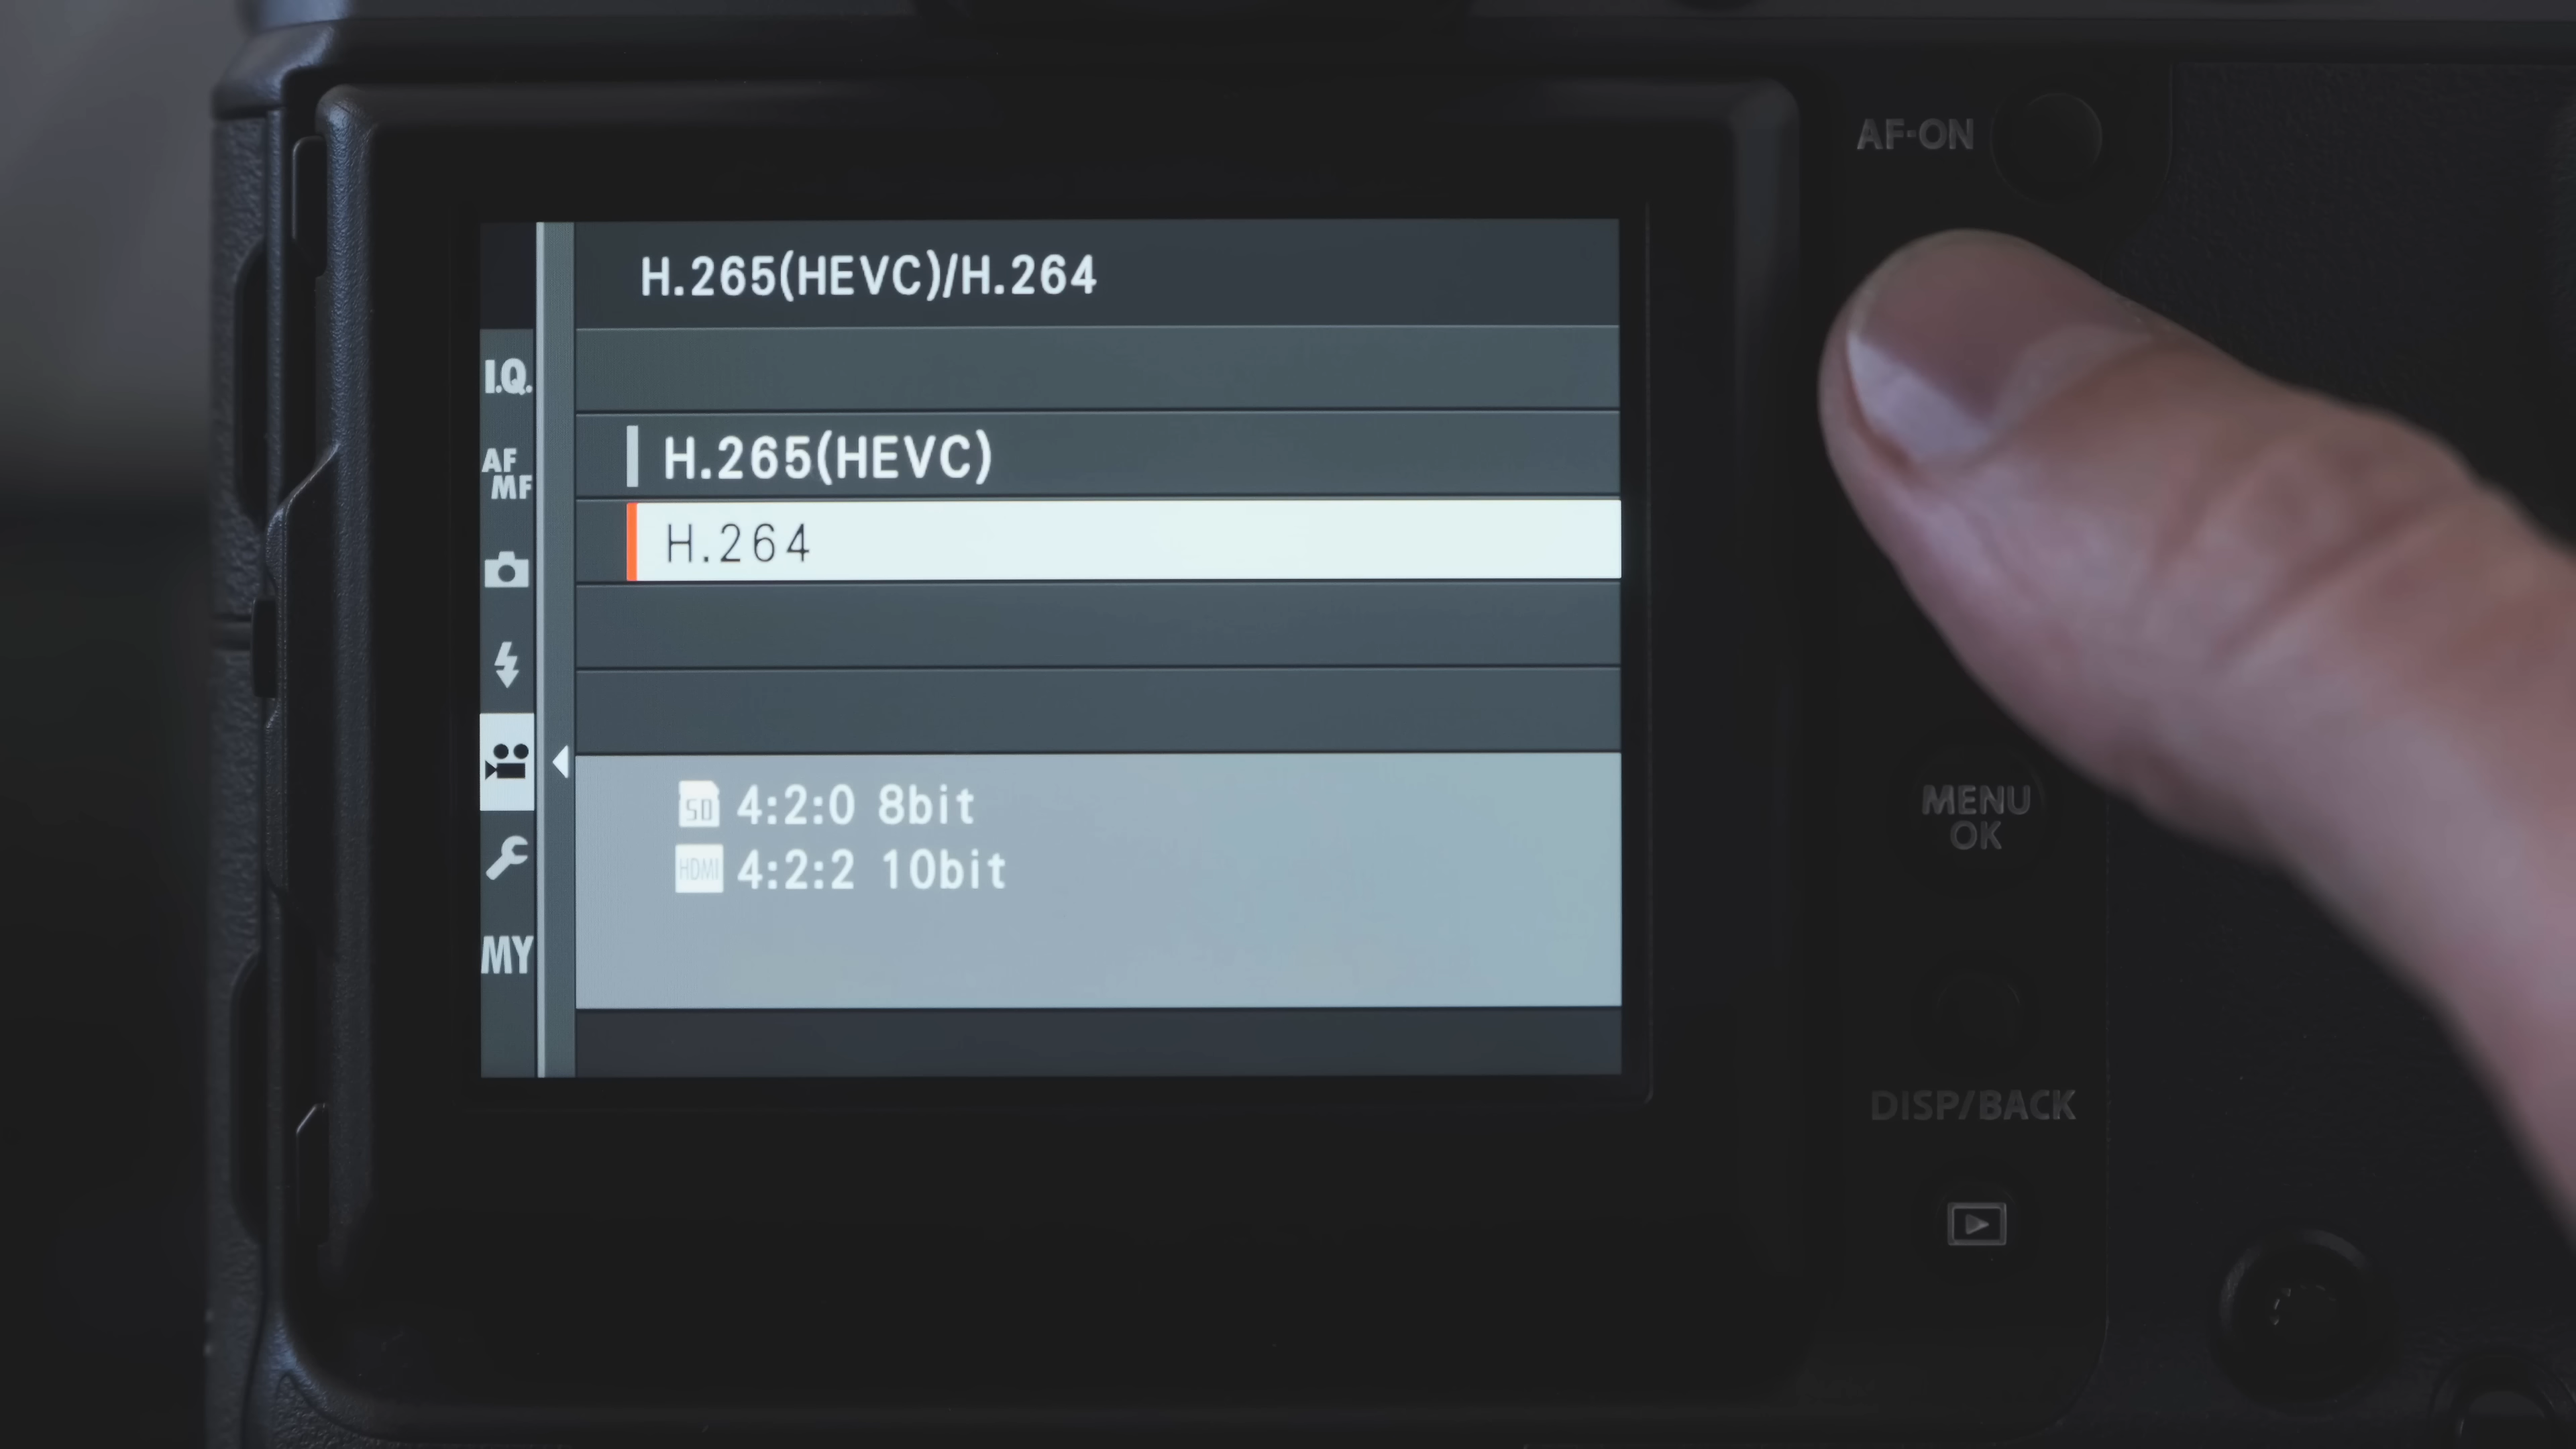 AF-ON
H.265(HEVC)/H.264
I.Q.
H.265(HEVC)
AF
MF
H.264
SD 4:2:0 8bit
HDMI 4:2:2 10bit
MY
MENU
OK
DISP/BACK